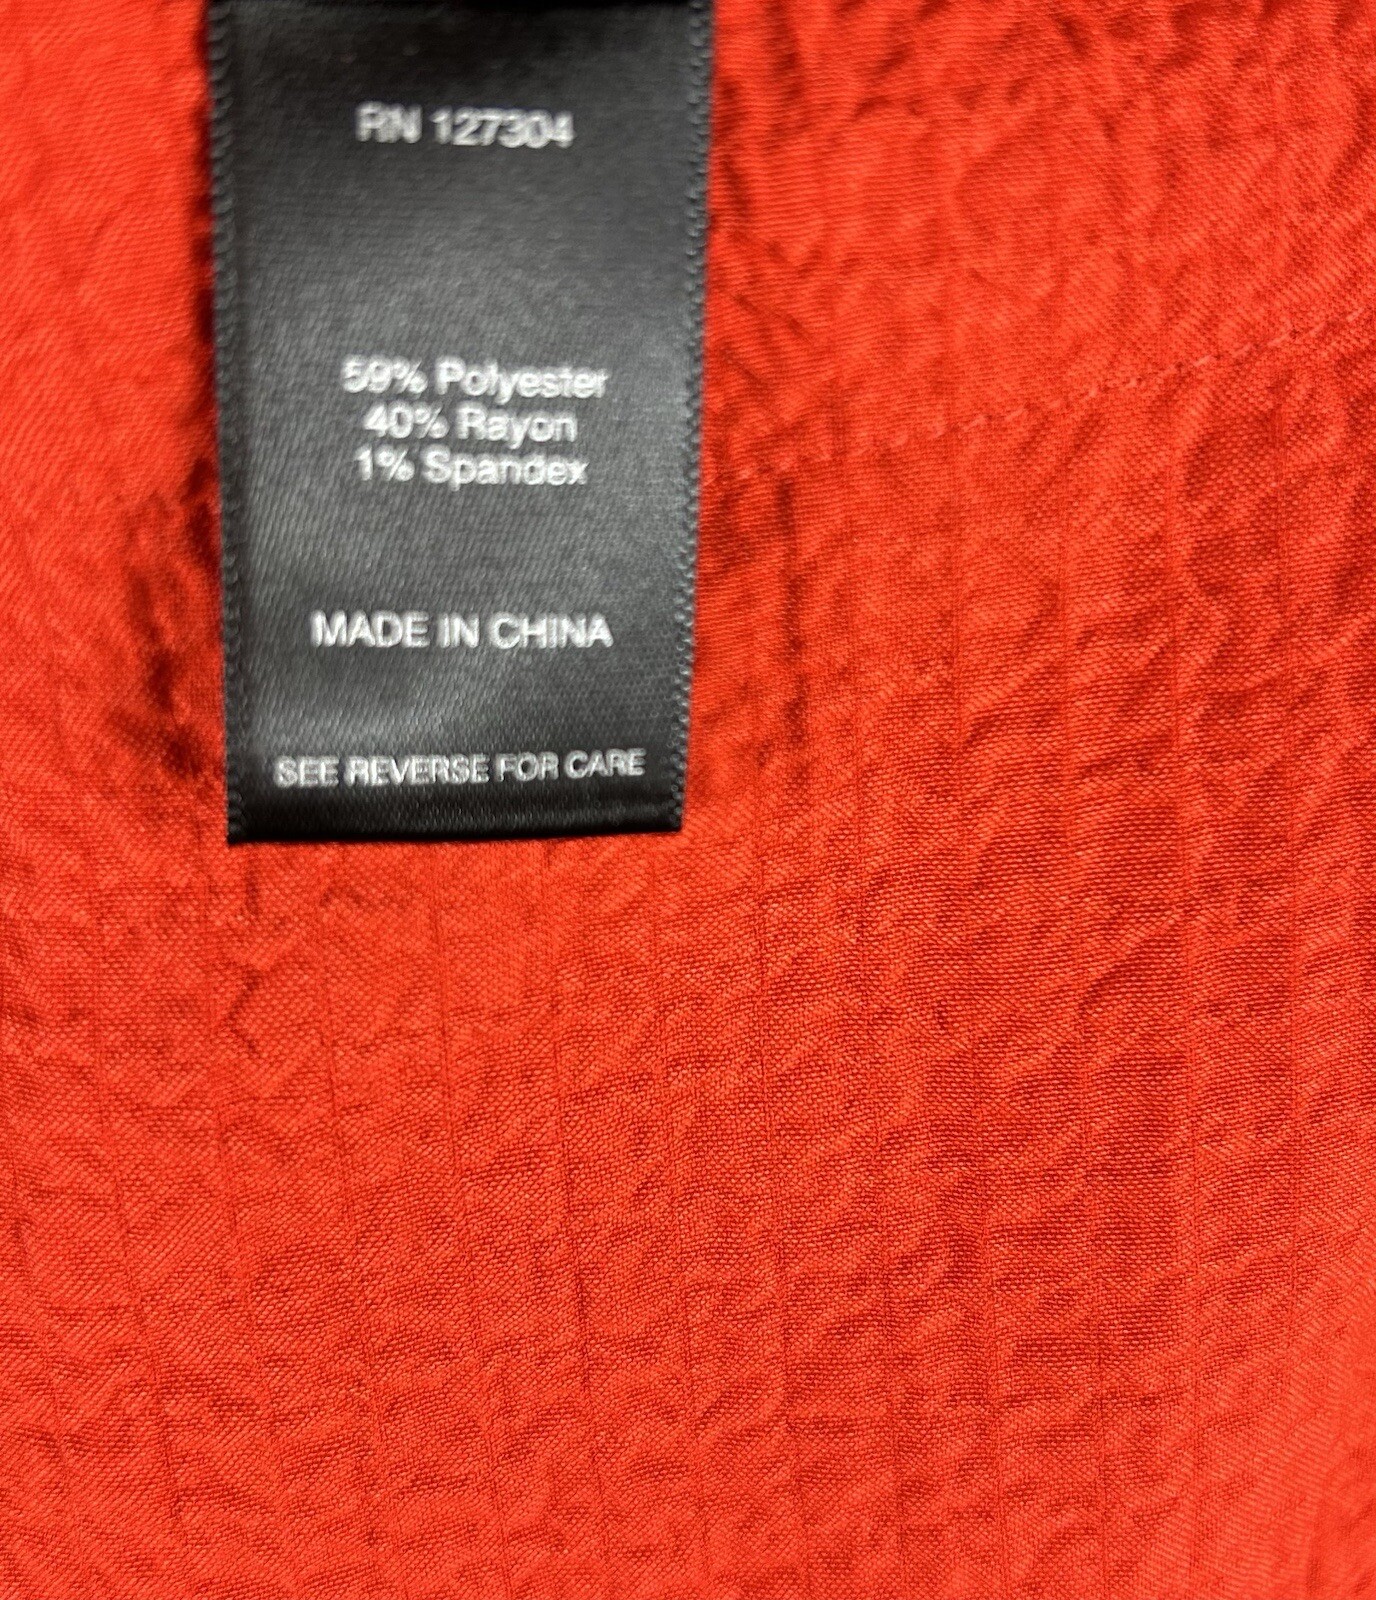 RN 127304
59% Polyester
40% Rayon
1% Spandex
MADE IN CHINA
SEE REVERSE FOR CARE